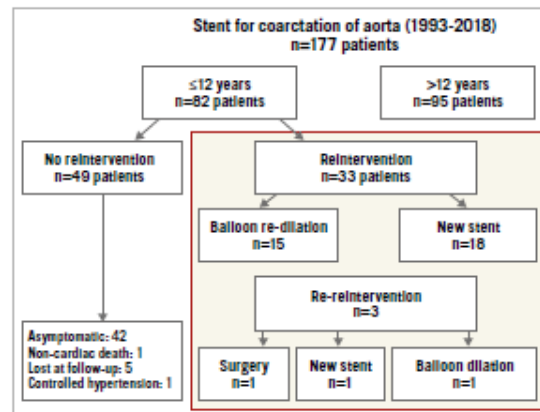 Stent for coarctation of aorta (1993-2018)
n=177 patients
≤12 years
n=82 patients
>12 years
n=95 patients
No reintervention
n=49 patients
Reintervention
n=33 patients
Balloon re-dilation
n=15
New stent
n=18
Re-reintervention
n=3
Asymptomatic: 42
Non-cardiac death: 1
Lost at follow-up: 5
Controlled hypertension: 1
Surgery
n=1
New stent
n=1
Balloon dilation
n=1